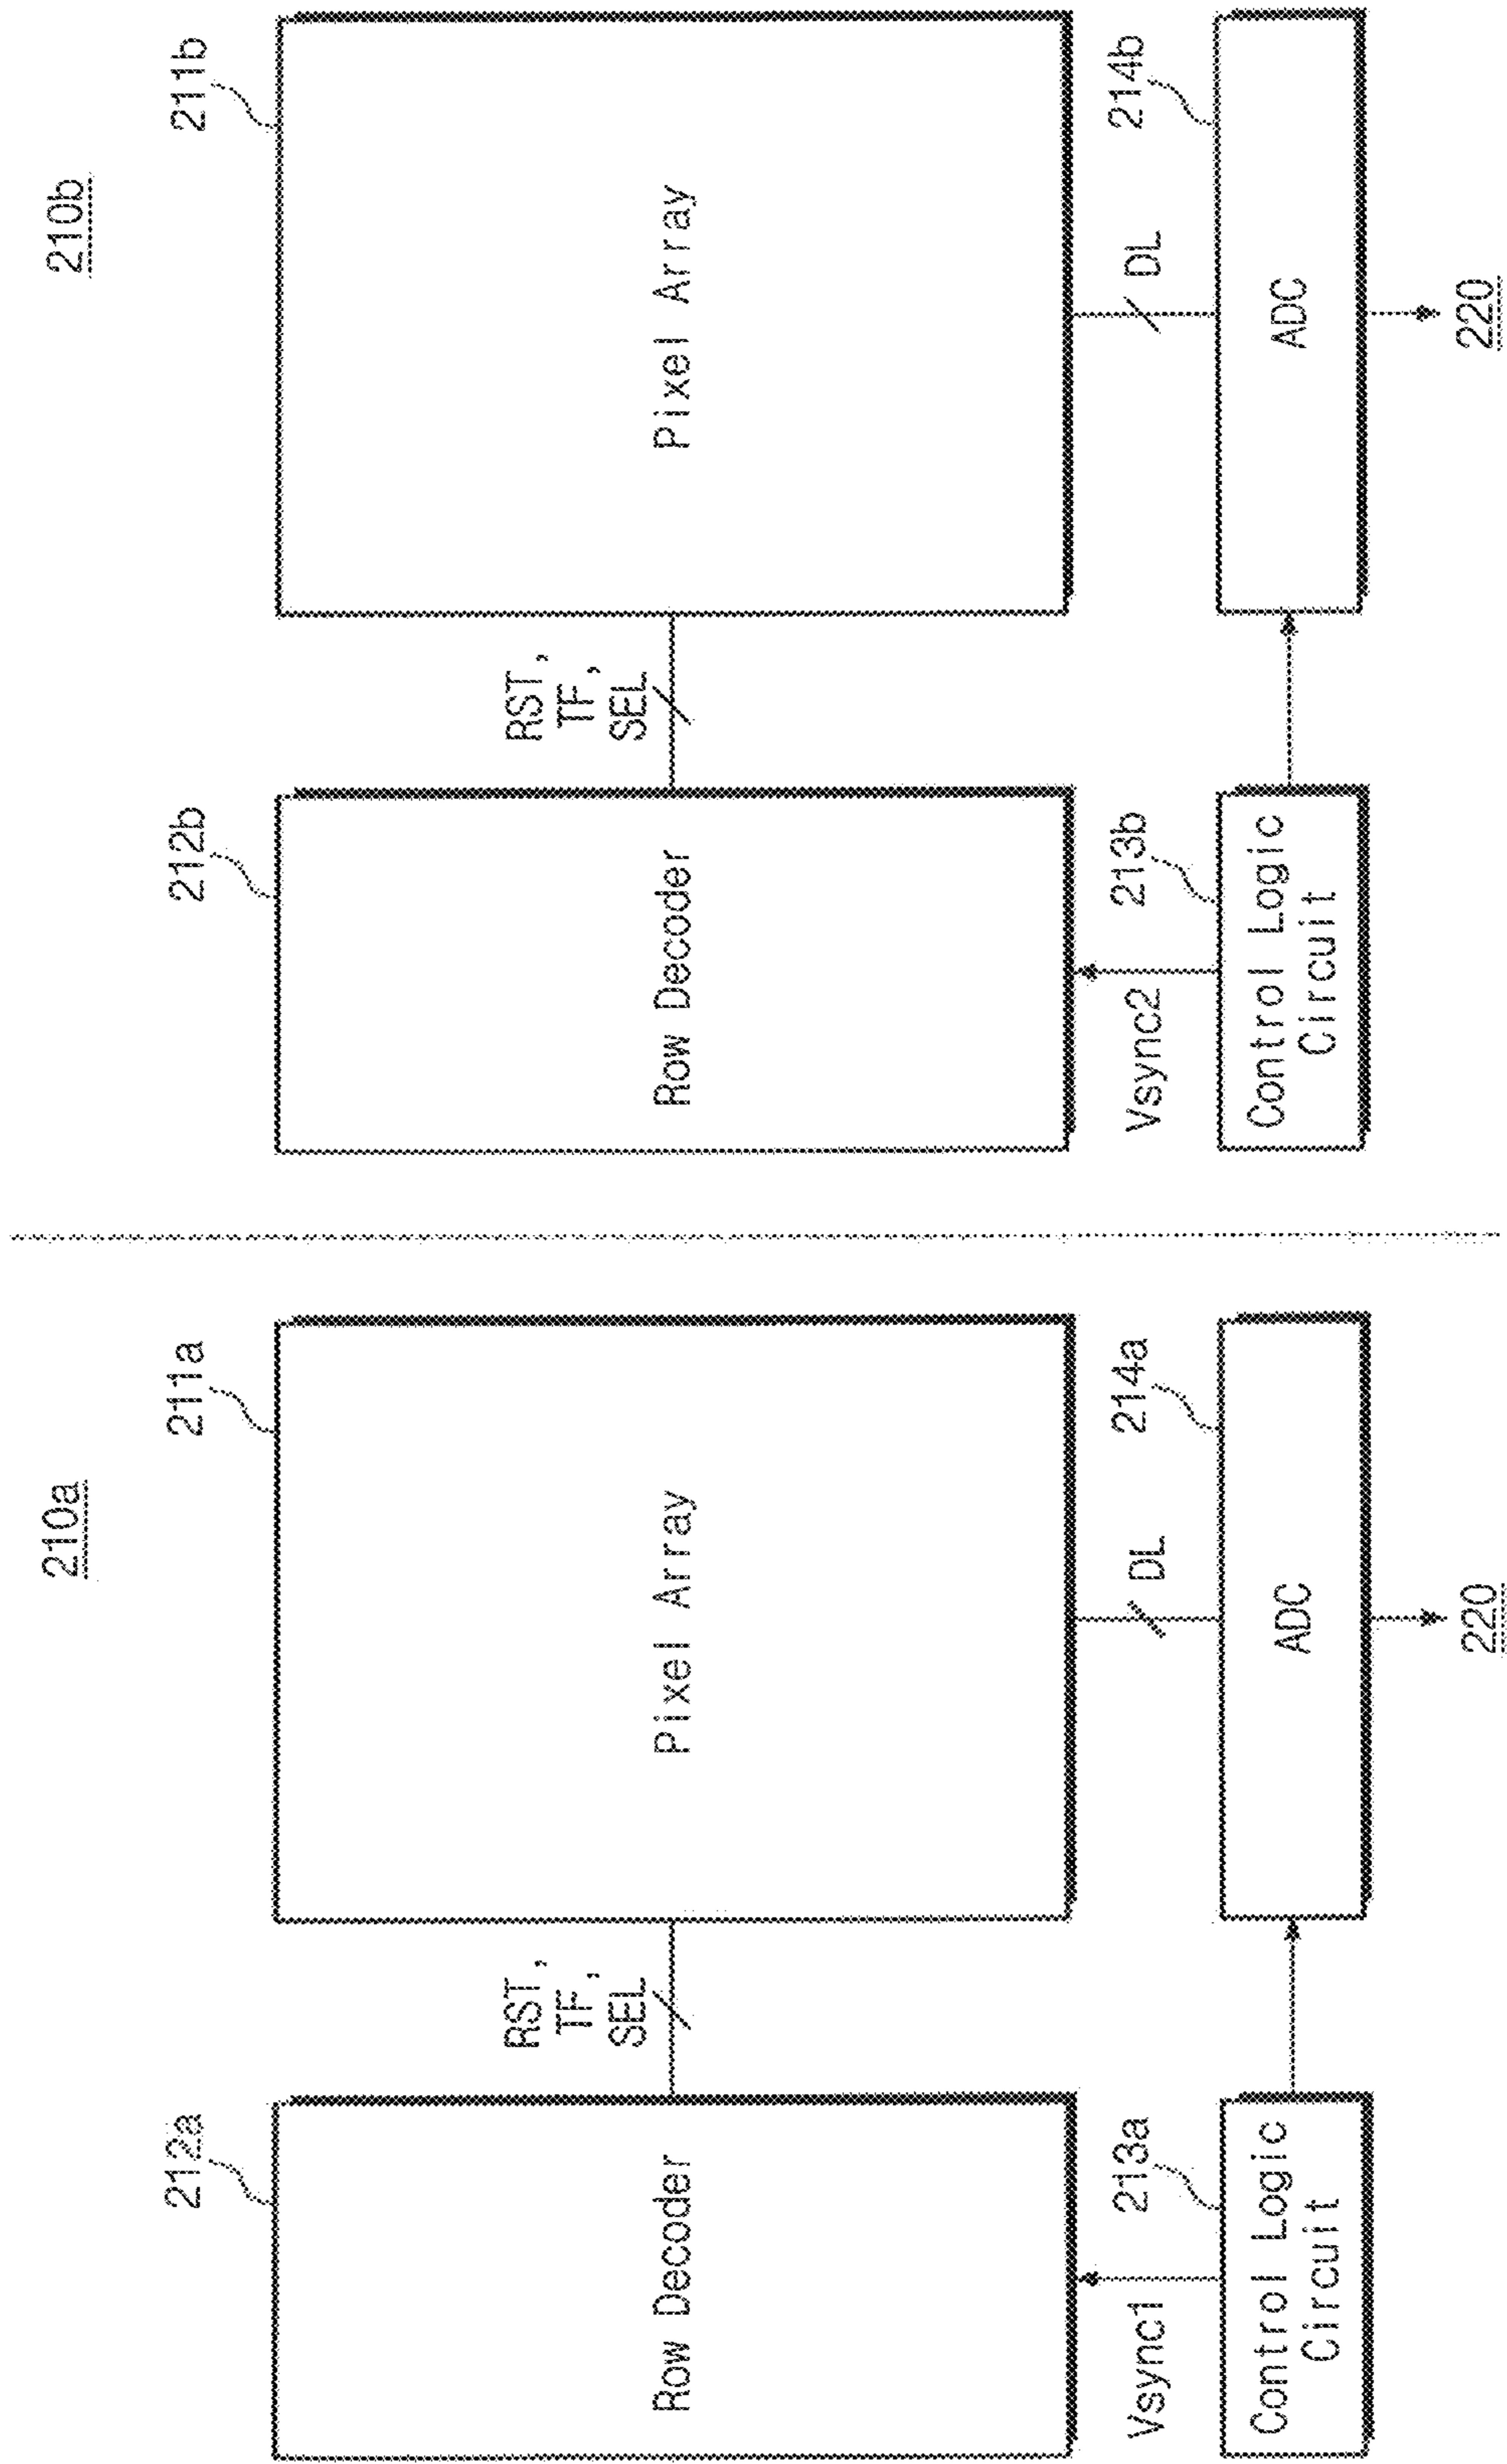 210a
212a
Row Decoder
RST,
TF,
SEL
211a
Pixel Array
Vsync1
213a
Control Logic
Circuit
DL
214a
ADC
220
210b
212b
Row Decoder
RST,
TF,
SEL
211b
Pixel Array
Vsync2
213b
Control Logic
Circuit
DL
214b
ADC
220